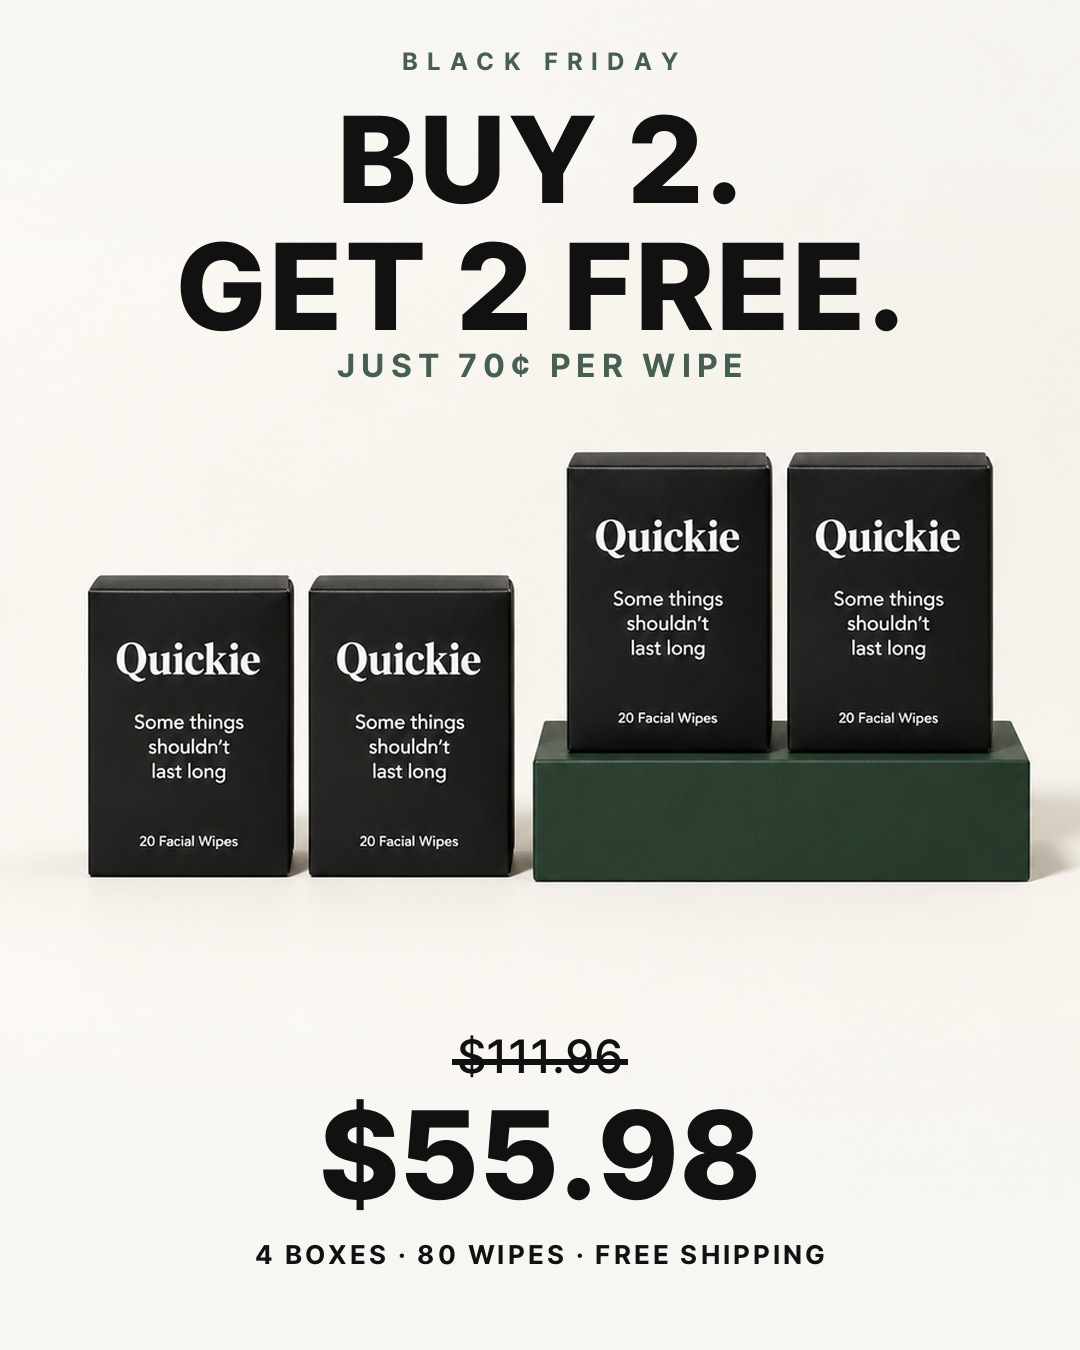 BLACK FRIDAY
BUY 2.
GET 2 FREE.
JUST 70¢ PER WIPE
Quickie
Some things
shouldn't
last long
20 Facial Wipes
Quickie
Some things
shouldn't
last long
20 Facial Wipes
Quickie
Some things
shouldn't
last long
20 Facial Wipes
Quickie
Some things
shouldn't
last long
20 Facial Wipes
$111.96
$55.98
4 BOXES · 80 WIPES · FREE SHIPPING